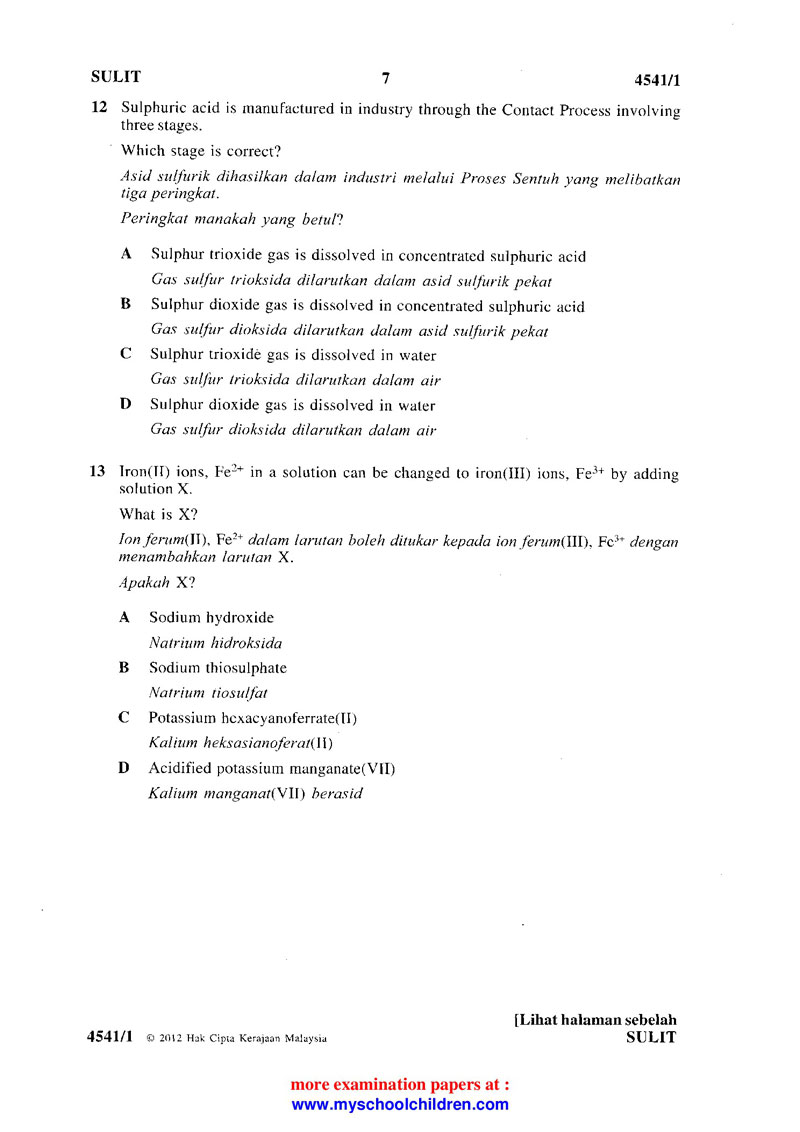 SULIT 7 4541/1
12 Sulphuric acid is manufactured in industry through the Contact Process involving
three stages.
Which stage is correct?
Asid sulfurik dihasilkan dalam industri melalui Proses Sentuh yang melibatkan
tiga peringkat.
Peringkat manakah yang betul?
A Sulphur trioxide gas is dissolved in concentrated sulphuric acid
Gas sulfur trioksida dilarutkan dalam asid sulfurik pekat
B Sulphur dioxide gas is dissolved in concentrated sulphuric acid
Gas sulfur dioksida dilarutkan dalam asid sulfurik pekat
C Sulphur trioxide gas is dissolved in water
Gas sulfur trioksida dilarutkan dalam air
D Sulphur dioxide gas is dissolved in water
Gas sulfur dioksida dilarutkan dalam air
13 Iron(II) ions, Fe²⁺ in a solution can be changed to iron(III) ions, Fe³⁺ by adding
solution X.
What is X?
Ion ferum(II), Fe²⁺ dalam larutan boleh ditukar kepada ion ferum(III), Fe³⁺ dengan
menambahkan larutan X.
Apakah X?
A Sodium hydroxide
Natrium hidroksida
B Sodium thiosulphate
Natrium tiosulfat
C Potassium hexacyanoferrate(II)
Kalium heksasianoferat(II)
D Acidified potassium manganate(VII)
Kalium manganat(VII) berasid
[Lihat halaman sebelah
4541/1 © 2012 Hak Cipta Kerajaan Malaysia SULIT
more examination papers at :
www.myschoolchildren.com